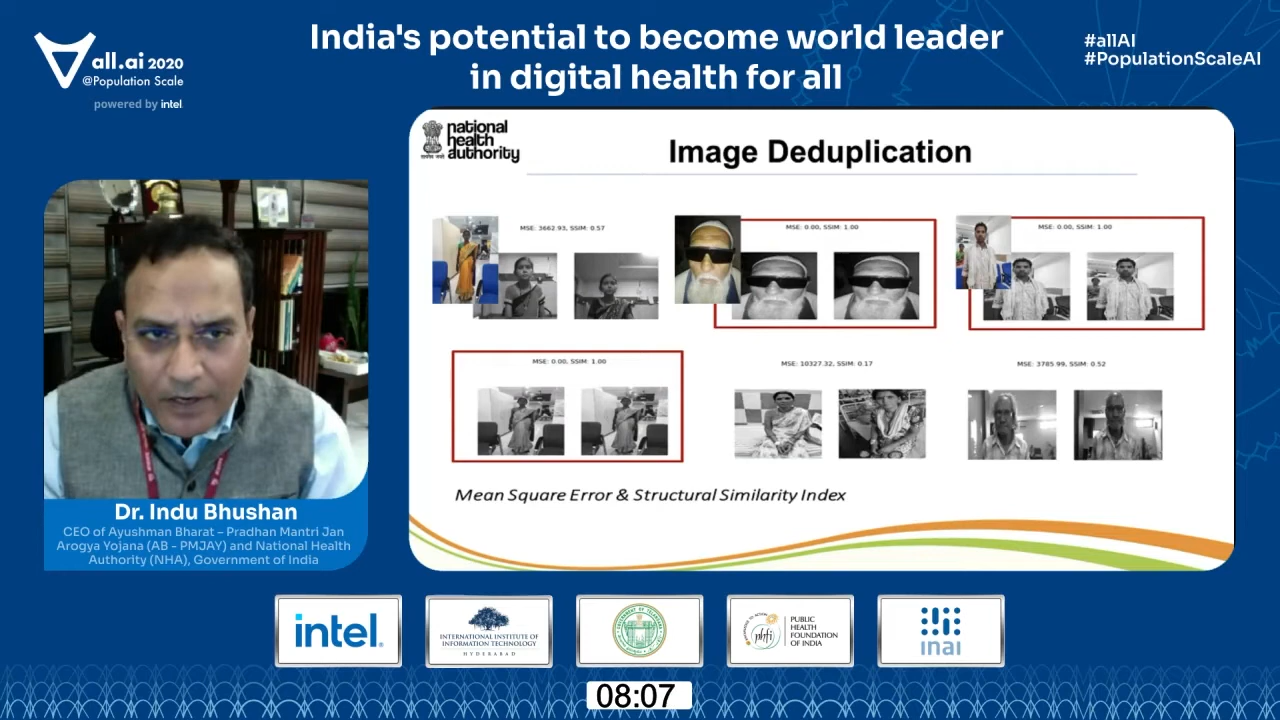 India's potential to become world leader
in digital health for all
all.ai 2020
@Population Scale
powered by intel
#allAI
#PopulationScaleAI
national
health
authority
Image Deduplication
MSE: 3662.93, SSIM: 0.57
MSE: 0.00, SSIM: 1.00
MSE: 0.00, SSIM: 1.00
MSE: 0.00, SSIM: 1.00
MSE: 10327.32, SSIM: 0.17
MSE: 3785.99, SSIM: 0.52
Mean Square Error & Structural Similarity Index
Dr. Indu Bhushan
CEO of Ayushman Bharat – Pradhan Mantri Jan
Arogya Yojana (AB - PMJAY) and National Health
Authority (NHA), Government of India
intel.
INTERNATIONAL INSTITUTE OF
INFORMATION TECHNOLOGY
HYDERABAD
phfi
PUBLIC
HEALTH
FOUNDATION
OF INDIA
inai
08:07